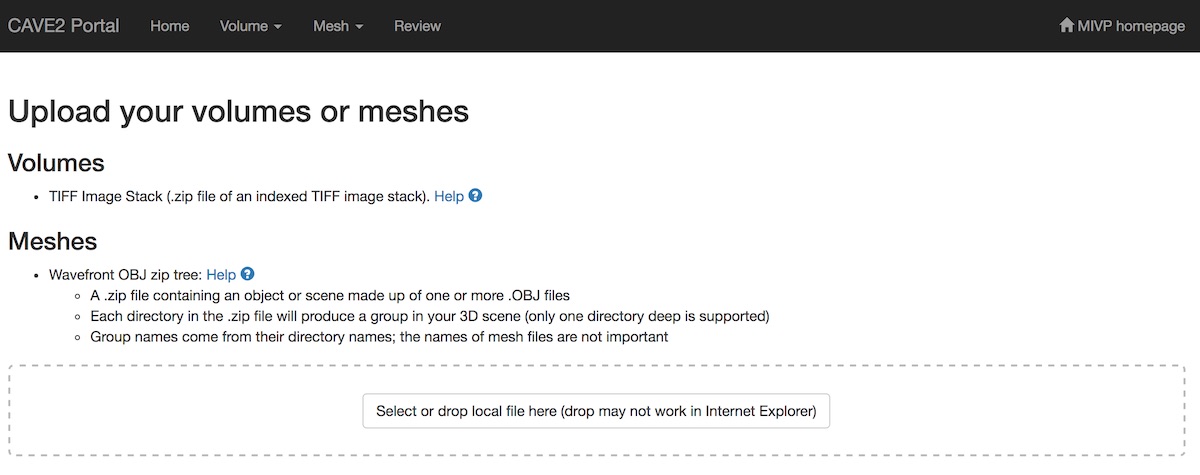 CAVE2 Portal Home Volume Mesh Review MIVP homepage
Upload your volumes or meshes
Volumes
TIFF Image Stack (.zip file of an indexed TIFF image stack). Help ?
Meshes
Wavefront OBJ zip tree: Help ?
A .zip file containing an object or scene made up of one or more .OBJ files
Each directory in the .zip file will produce a group in your 3D scene (only one directory deep is supported)
Group names come from their directory names; the names of mesh files are not important
Select or drop local file here (drop may not work in Internet Explorer)